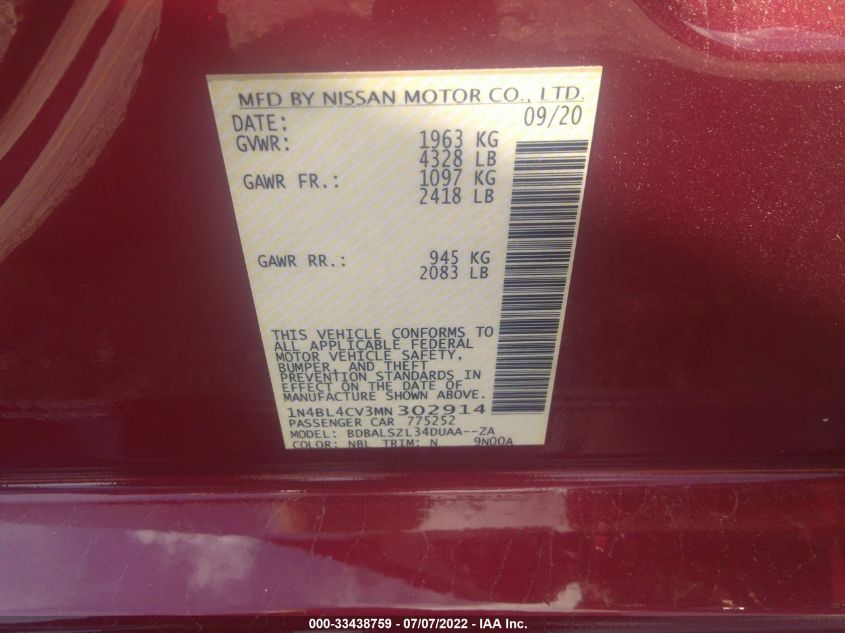 MFD BY NISSAN MOTOR CO., LTD.
DATE: 09/20
GVWR: 1963 KG
4328 LB
GAWR FR.: 1097 KG
2418 LB
GAWR RR.: 945 KG
2083 LB
THIS VEHICLE CONFORMS TO
ALL APPLICABLE FEDERAL
MOTOR VEHICLE SAFETY,
BUMPER, AND THEFT
PREVENTION STANDARDS IN
EFFECT ON THE DATE OF
MANUFACTURE SHOWN ABOVE.
1N4BL4CV3MN302914
PASSENGER CAR 775252
MODEL: BDBALSZL34DUAA--ZA
COLOR: NBL TRIM: N 9N00A
000-33438759 - 07/07/2022 - IAA Inc.